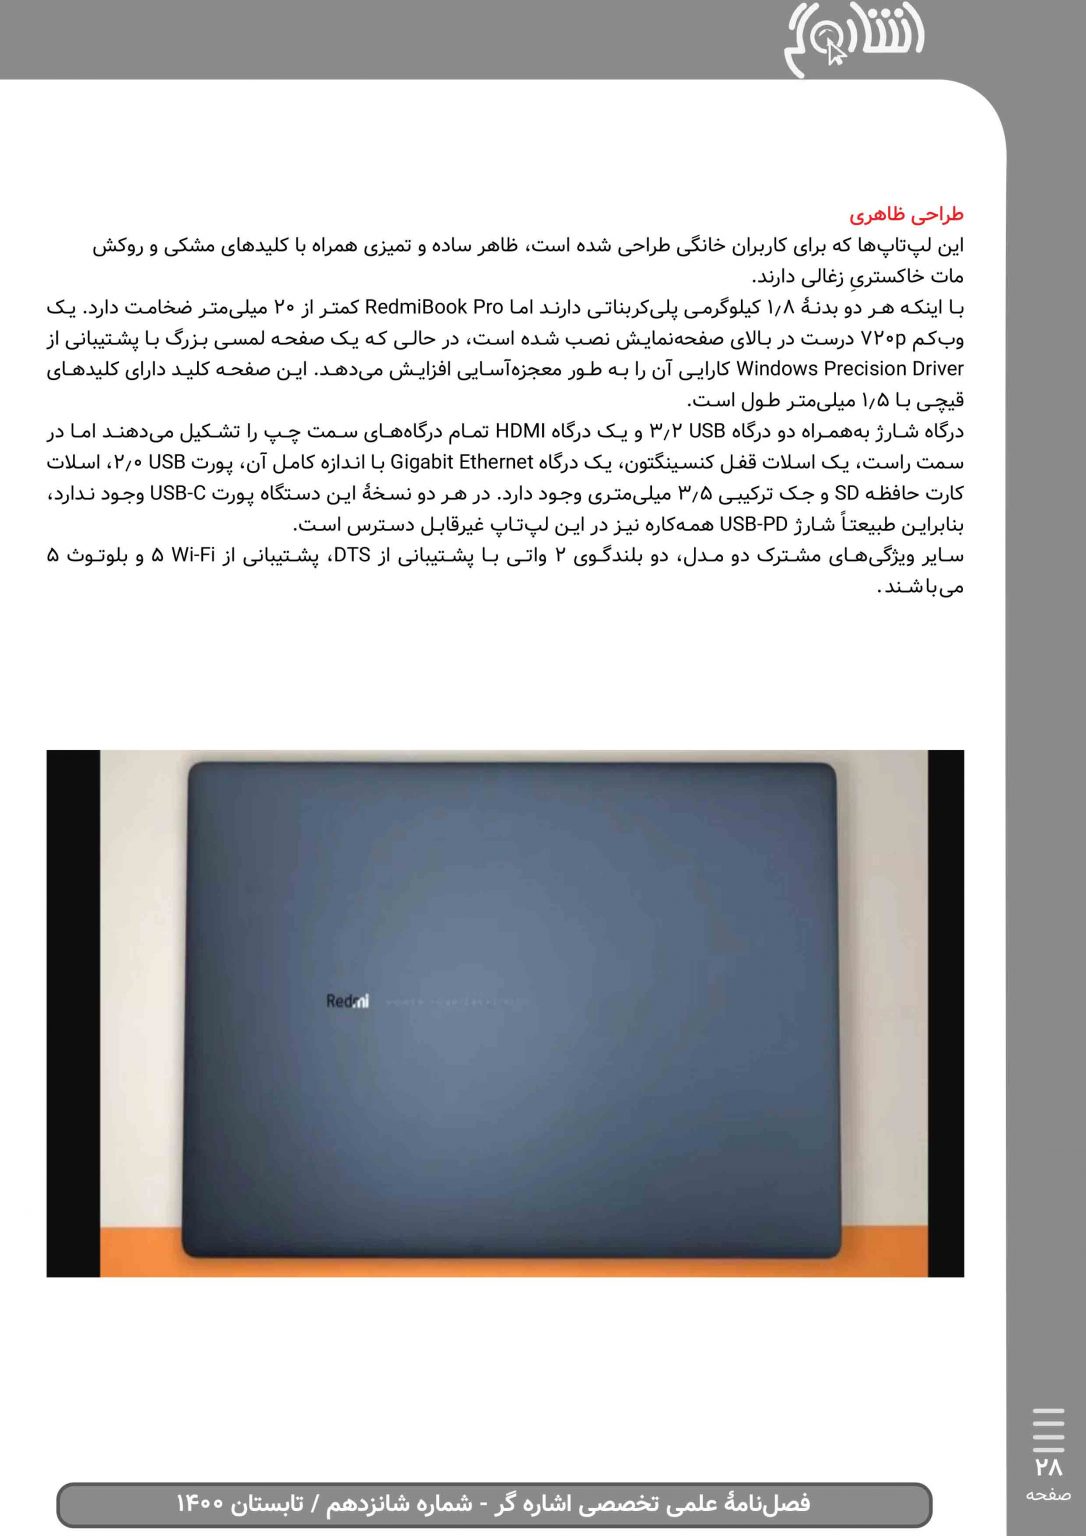 اشاره‌گر
طراحی ظاهری
این لپ‌تاپ‌ها که برای کاربران خانگی طراحی شده است، ظاهر ساده و تمیزی همراه با کلیدهای مشکی و روکش
مات خاکستریِ زغالی دارند.
با اینکه هر دو بدنهٔ ۱٫۸ کیلوگرمی پلی‌کربناتی دارند اما RedmiBook Pro کمتر از ۲۰ میلی‌متر ضخامت دارد. یک
وب‌کم ۷۲۰p درست در بالای صفحه‌نمایش نصب شده است، در حالی که یک صفحه لمسی بزرگ با پشتیبانی از
Windows Precision Driver کارایی آن را به طور معجزه‌آسایی افزایش می‌دهد. این صفحه کلید دارای کلیدهای
قیچی با ۱٫۵ میلی‌متر طول است.
درگاه شارژ به‌همراه دو درگاه USB ۳٫۲ و یک درگاه HDMI تمام درگاه‌های سمت چپ را تشکیل می‌دهند اما در
سمت راست، یک اسلات قفل کنسینگتون، یک درگاه Gigabit Ethernet با اندازه کامل آن، پورت USB ۲٫۰، اسلات
کارت حافظه SD و جک ترکیبی ۳٫۵ میلی‌متری وجود دارد. در هر دو نسخهٔ این دستگاه پورت USB-C وجود ندارد،
بنابراین طبیعتاً شارژ USB-PD همه‌کاره نیز در این لپ‌تاپ غیرقابل دسترس است.
سایر ویژگی‌های مشترک دو مدل، دو بلندگوی ۲ واتی با پشتیبانی از DTS، پشتیبانی از Wi-Fi ۵ و بلوتوث ۵
می‌باشند.
Redmi
۲۸
صفحه
فصل‌نامهٔ علمی تخصصی اشاره گر - شماره شانزدهم / تابستان ۱۴۰۰